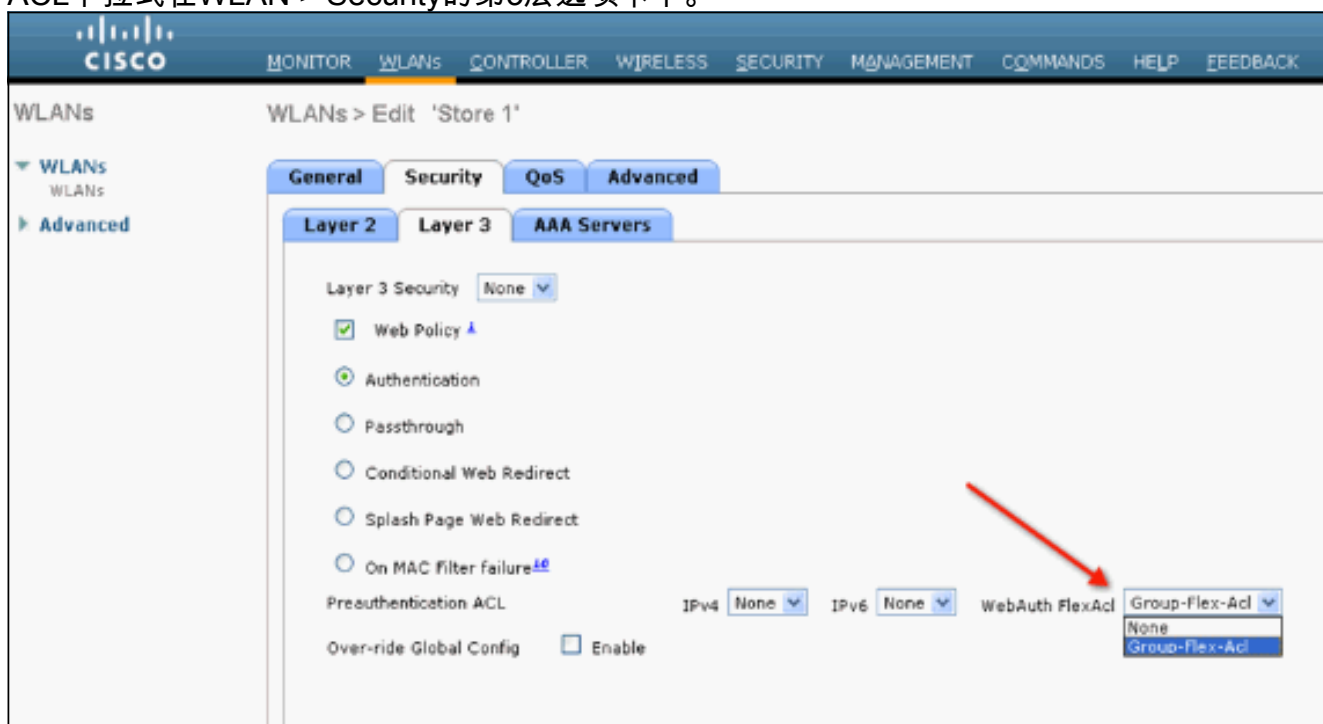 CISCO
MONITOR WLANs CONTROLLER WIRELESS SECURITY MANAGEMENT COMMANDS HELP FEEDBACK
WLANs
WLANs > Edit 'Store 1'
WLANs
WLANs
Advanced
General Security QoS Advanced
Layer 2 Layer 3 AAA Servers
Layer 3 Security None
Web Policy 1
Authentication
Passthrough
Conditional Web Redirect
Splash Page Web Redirect
On MAC Filter failure10
Preauthentication ACL IPv4 None IPv6 None WebAuth FlexAcl Group-Flex-Acl
None
Group-Flex-Acl
Over-ride Global Config Enable